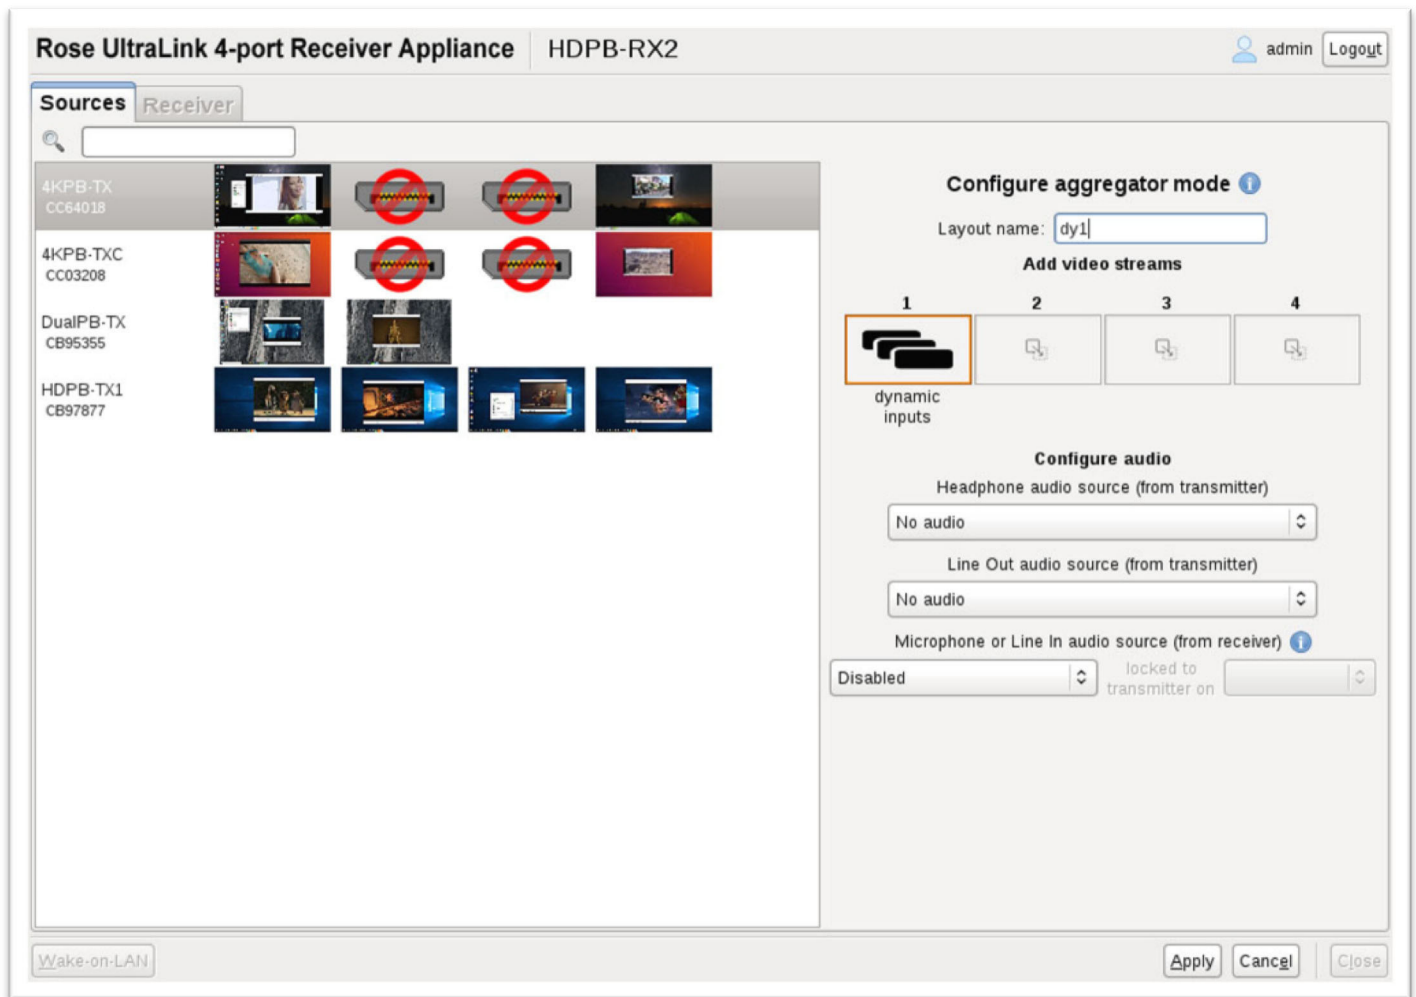 Rose UltraLink 4-port Receiver Appliance HDPB-RX2 admin Logout
Sources Receiver
4KPB-TX
CC64018
4KPB-TXC
CC03208
DualPB-TX
CB95355
HDPB-TX1
CB97877
Configure aggregator mode
Layout name: dy1
Add video streams
1 2 3 4
dynamic
inputs
Configure audio
Headphone audio source (from transmitter)
No audio
Line Out audio source (from transmitter)
No audio
Microphone or Line In audio source (from receiver)
Disabled
locked to
transmitter on
Wake-on-LAN Apply Cancel Close